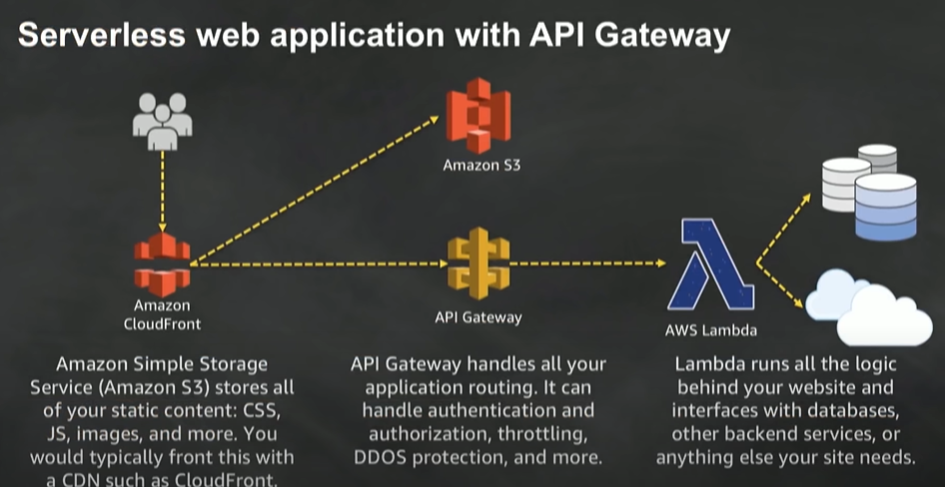 Serverless web application with API Gateway
Amazon S3
Amazon
CloudFront
API Gateway
AWS Lambda
Amazon Simple Storage
Service (Amazon S3) stores all
of your static content: CSS,
JS, images, and more. You
would typically front this with
a CDN such as CloudFront.
API Gateway handles all your
application routing. It can
handle authentication and
authorization, throttling,
DDOS protection, and more.
Lambda runs all the logic
behind your website and
interfaces with databases,
other backend services, or
anything else your site needs.